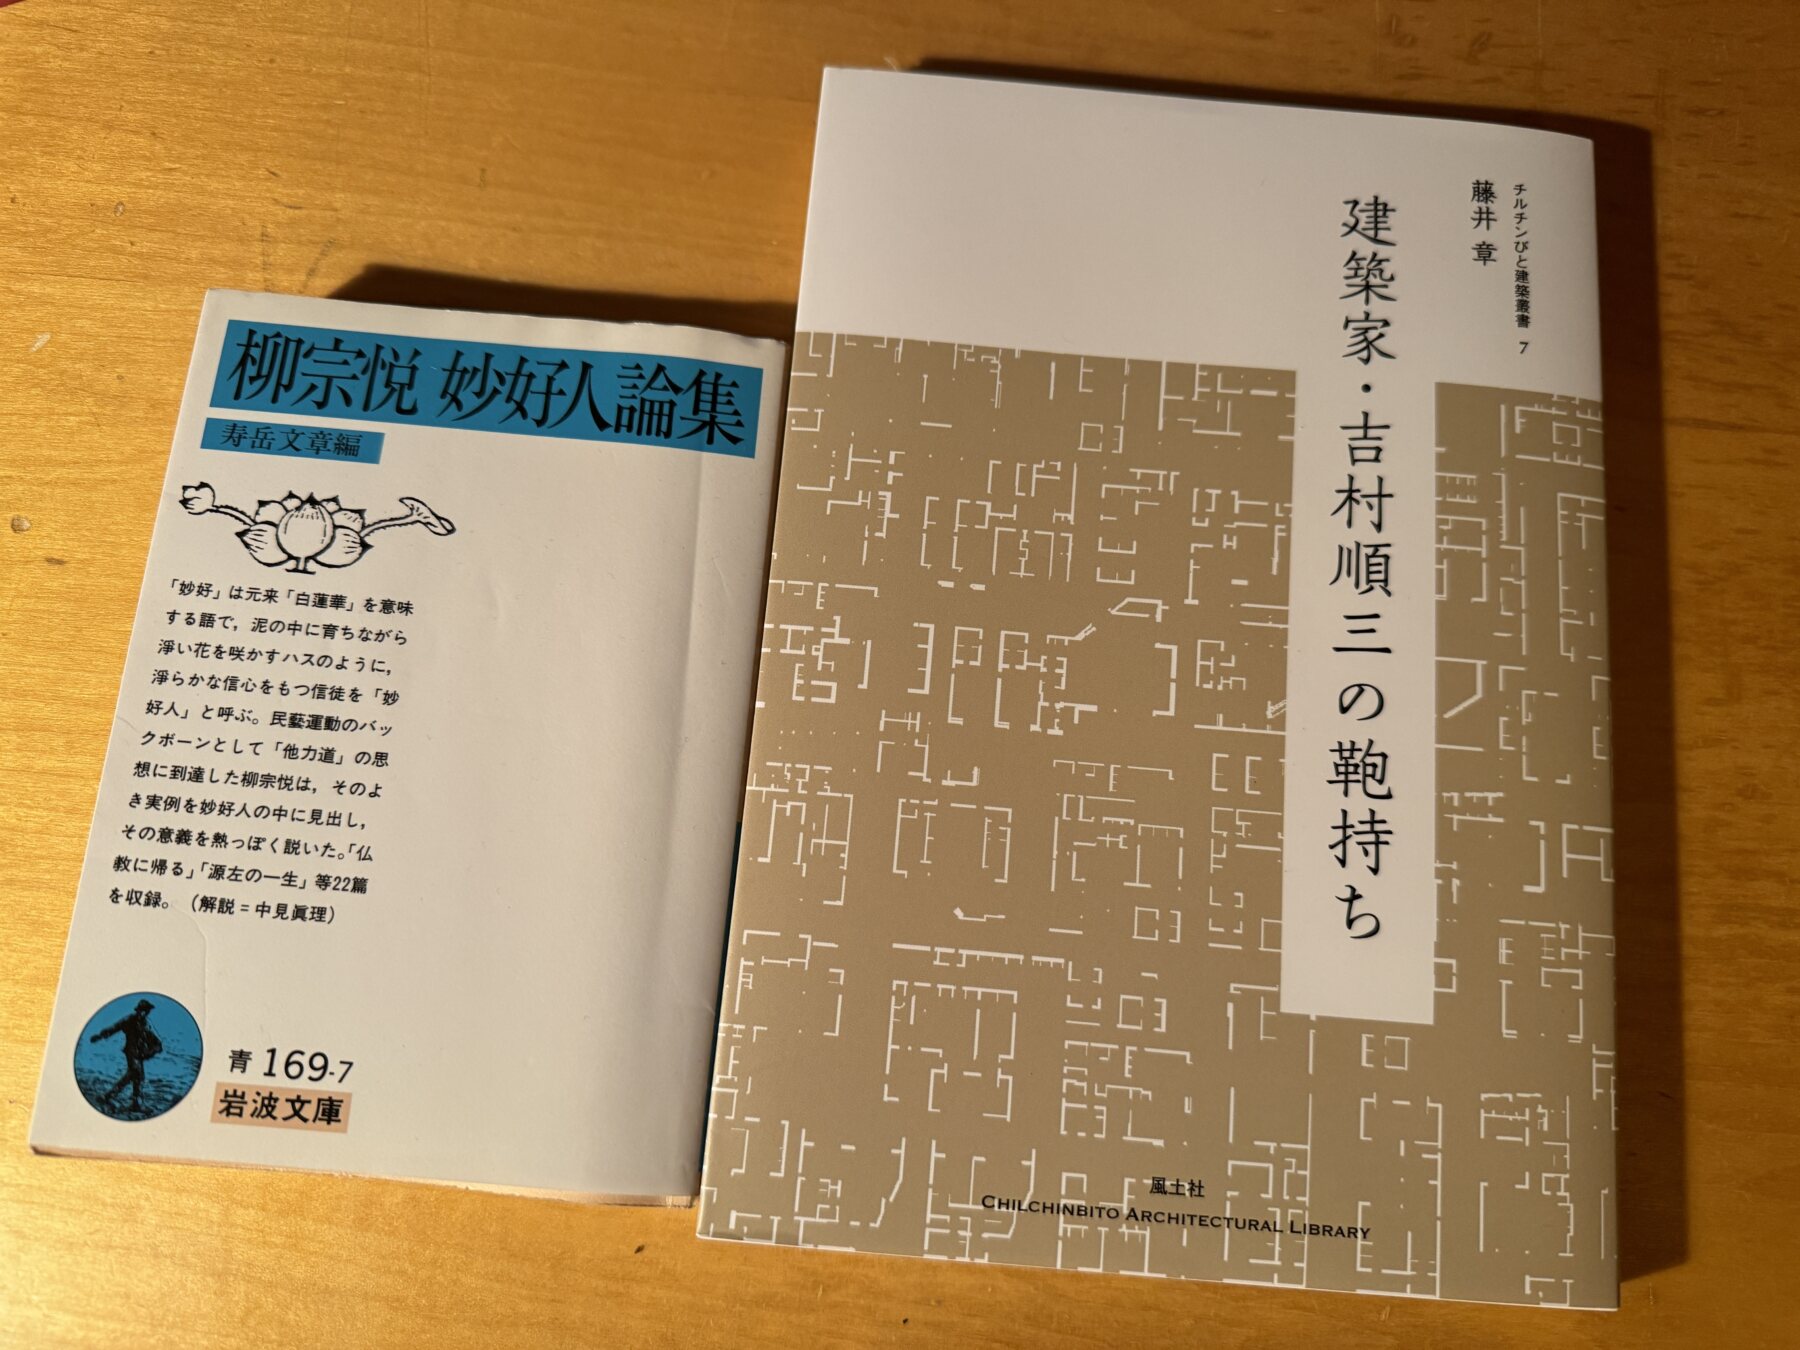 柳宗悦 妙好人論集
寿岳文章編
「妙好」は元来「白蓮華」を意味
する語で，泥の中に育ちながら
淨い花を咲かすハスのように，
淨らかな信心をもつ信徒を「妙
好人」と呼ぶ。民藝運動のバッ
クボーンとして「他力道」の思
想に到達した柳宗悦は，そのよ
き実例を妙好人の中に見出し，
その意義を熱っぽく説いた。「仏
教に帰る」「源左の一生」等22篇
を収録。（解説＝中見眞理）
青 169-7
岩波文庫
チルチンびと建築叢書 7
藤井 章
建築家・吉村順三の鞄持ち
風土社
CHILCHINBITO ARCHITECTURAL LIBRARY